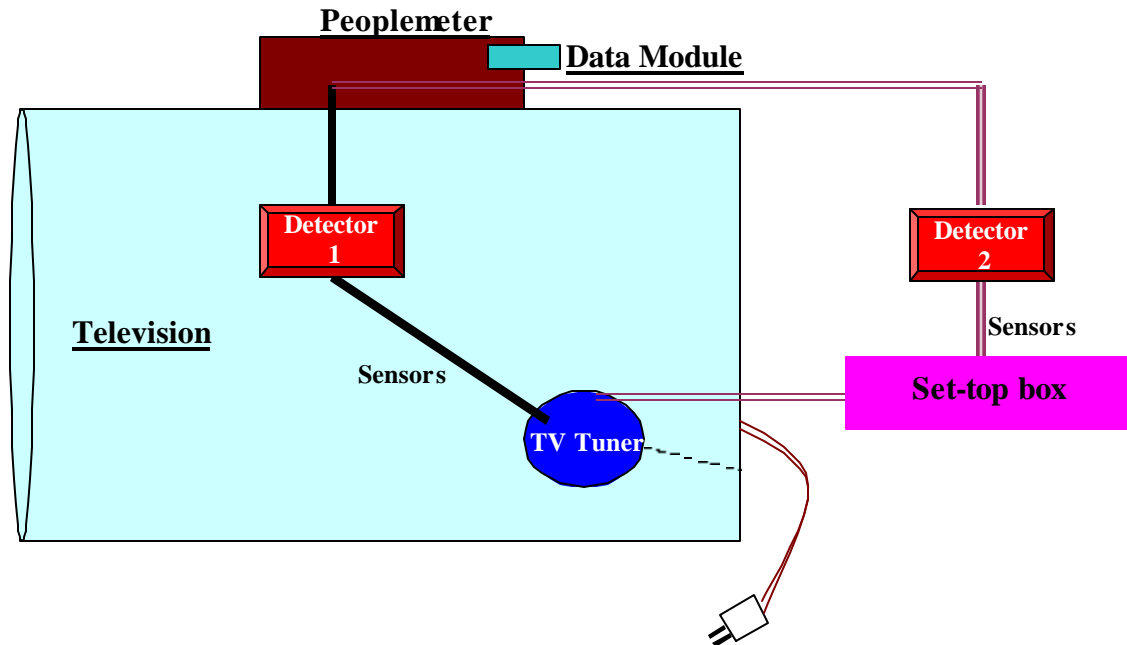 Peoplemeter
Data Module
Detector
1
Detector
2
Television
Sensors
Sensors
Set-top box
TV Tuner